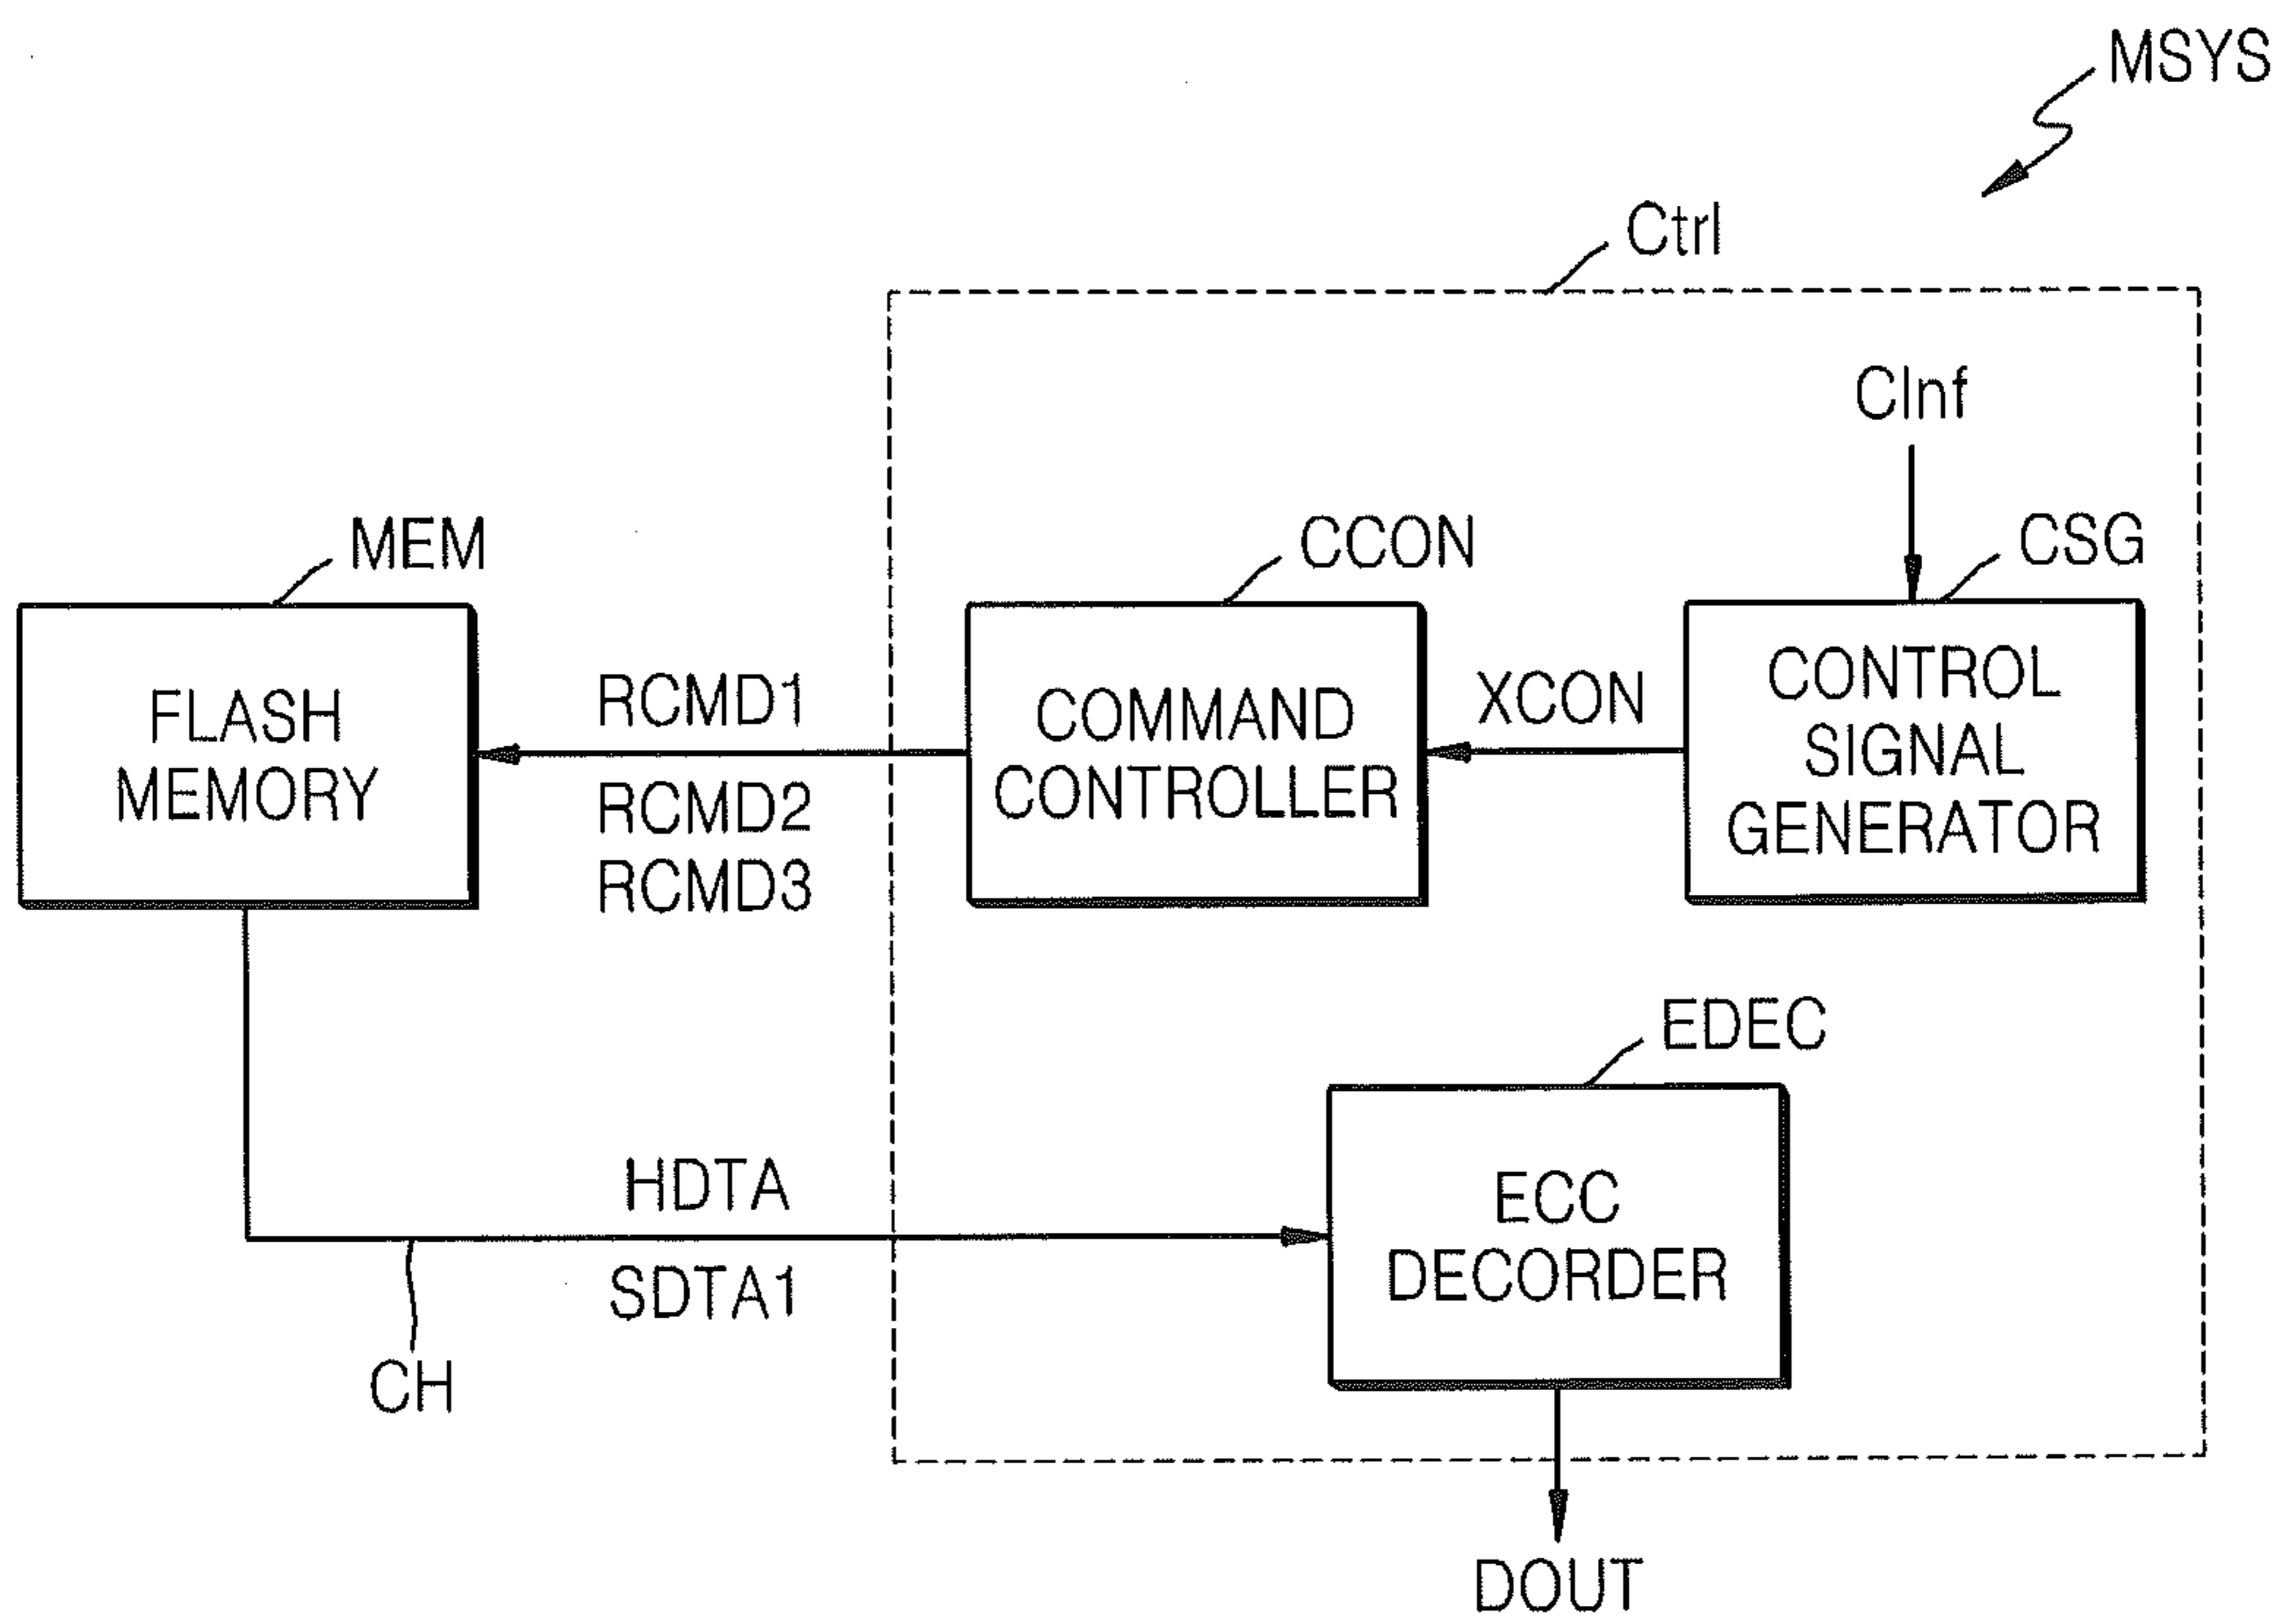 MSYS
Ctrl
CInf
MEM
CCON
CSG
FLASH
MEMORY
RCMD1
RCMD2
RCMD3
COMMAND
CONTROLLER
XCON
CONTROL
SIGNAL
GENERATOR
EDEC
HDTA
SDTA1
ECC
DECORDER
CH
DOUT